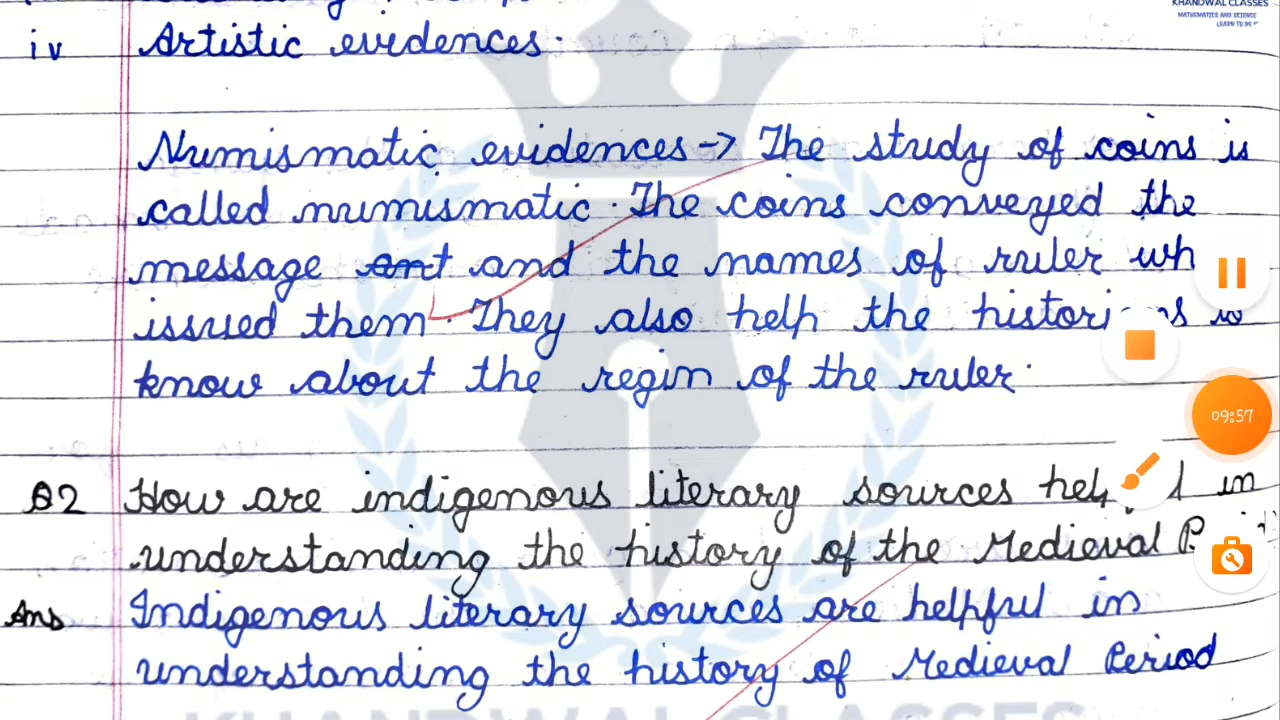 KHANDWAL CLASSES
MATHEMATICS AND SCIENCE
iv Artistic evidences.
Numismatic evidences → The study of coins is
called numismatic. The coins conveyed the
message and the names of ruler wh
issued them. They also help the histori ns
know about the regin of the ruler.
Q2 How are indigenous literary sources hel in
understanding the history of the Medieval P
Ans Indigenous literary sources are helpful in
understanding the history of Medieval Period
09:57
KHANDWAL CLASSES